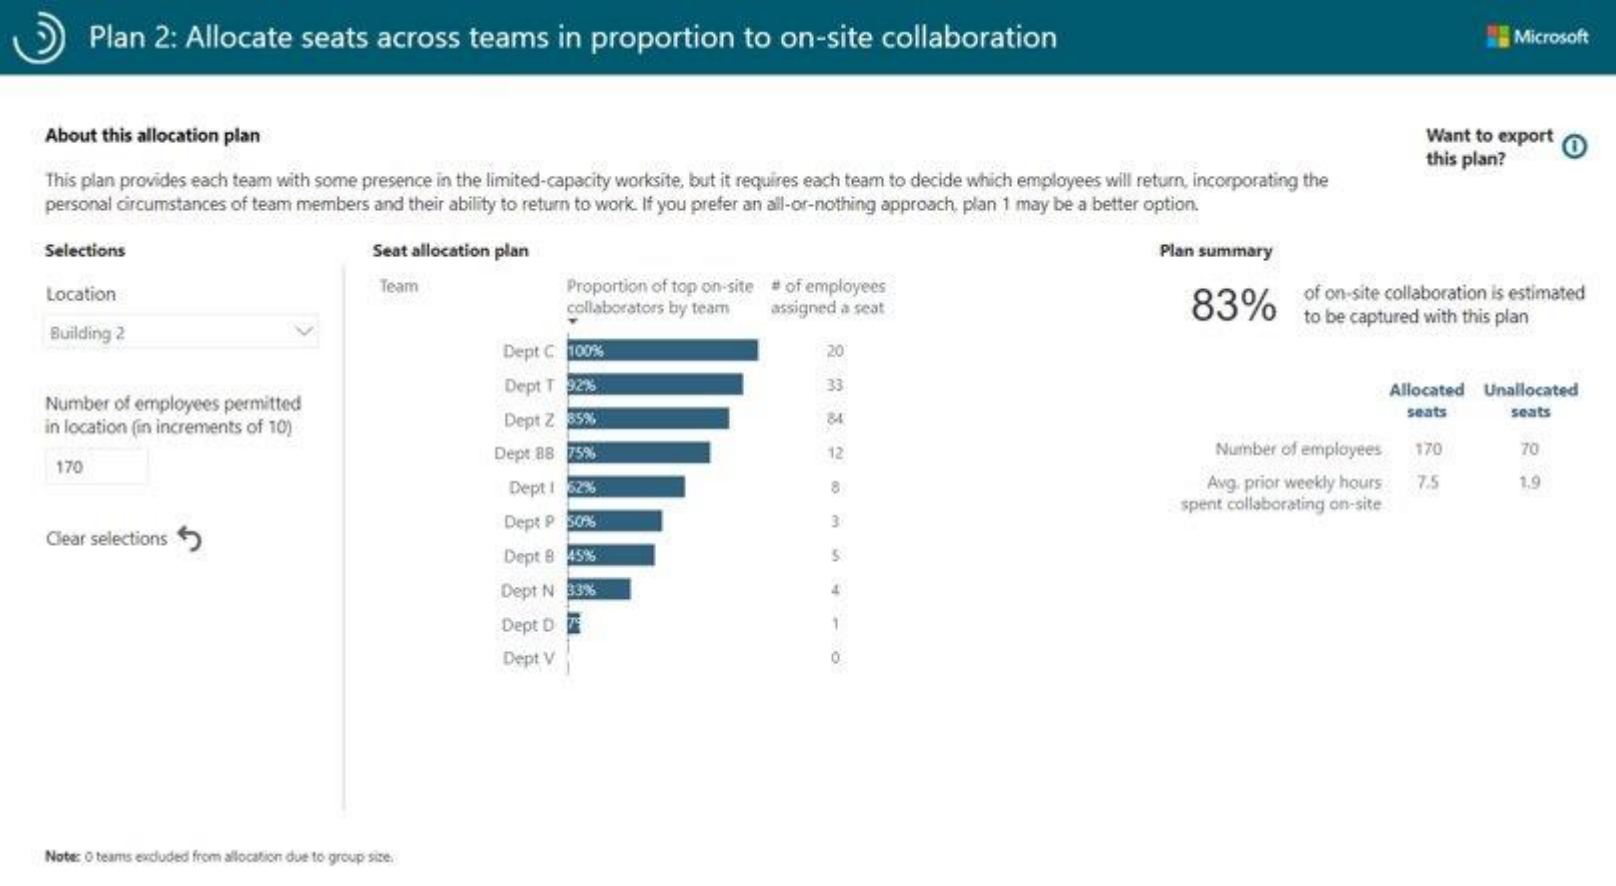 Plan 2: Allocate seats across teams in proportion to on-site collaboration
Microsoft
About this allocation plan
Want to export
this plan?
This plan provides each team with some presence in the limited-capacity worksite, but it requires each team to decide which employees will return, incorporating the
personal circumstances of team members and their ability to return to work. If you prefer an all-or-nothing approach, plan 1 may be a better option.
Selections
Location
Building 2
Number of employees permitted
in location (in increments of 10)
170
Clear selections
Seat allocation plan
Team
Proportion of top on-site
collaborators by team
# of employees
assigned a seat
Dept C 100% 20
Dept T 92% 33
Dept Z 85% 84
Dept BB 75% 12
Dept I 62% 8
Dept P 50% 3
Dept B 45% 5
Dept N 33% 4
Dept D 7% 1
Dept V 0
Plan summary
83%
of on-site collaboration is estimated
to be captured with this plan
Allocated
seats
Unallocated
seats
Number of employees 170 70
Avg. prior weekly hours
spent collaborating on-site
7.5 1.9
Note: 0 teams excluded from allocation due to group size.